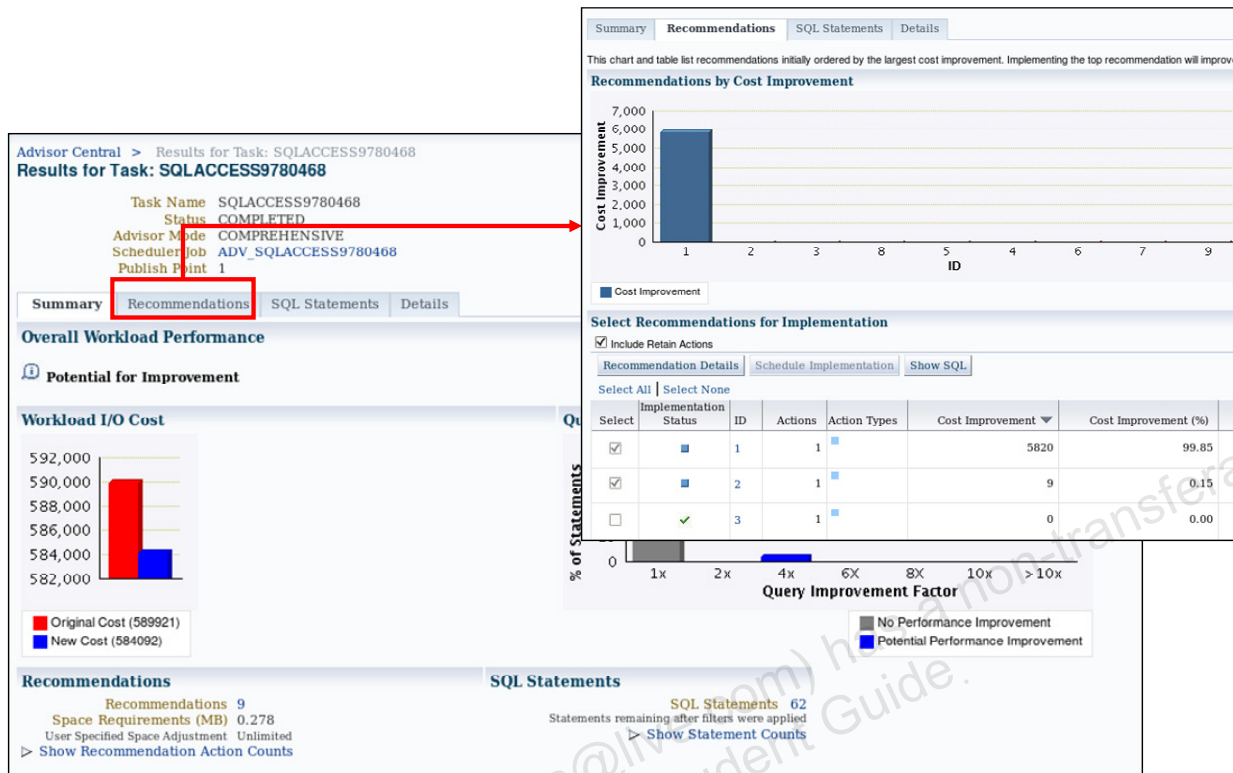 Advisor Central > Results for Task: SQLACCESS9780468
Results for Task: SQLACCESS9780468
Task Name SQLACCESS9780468
Status COMPLETED
Advisor Mode COMPREHENSIVE
Scheduler Job ADV_SQLACCESS9780468
Publish Point 1
Summary Recommendations SQL Statements Details
Overall Workload Performance
Potential for Improvement
Workload I/O Cost
592,000
590,000
588,000
586,000
584,000
582,000
Original Cost (589921)
New Cost (584092)
% of Statements
0
1x 2x 4x 6X 8X 10x >10x
Query Improvement Factor
No Performance Improvement
Potential Performance Improvement
Recommendations
Recommendations 9
Space Requirements (MB) 0.278
User Specified Space Adjustment Unlimited
Show Recommendation Action Counts
SQL Statements
SQL Statements 62
Statements remaining after filters were applied
Show Statement Counts
Summary Recommendations SQL Statements Details
This chart and table list recommendations initially ordered by the largest cost improvement. Implementing the top recommendation will
Recommendations by Cost Improvement
Cost Improvement
7,000
6,000
5,000
4,000
3,000
2,000
1,000
0
1 2 3 8 5 4 6 7 9
ID
Cost Improvement
Select Recommendations for Implementation
Include Retain Actions
Recommendation Details Schedule Implementation Show SQL
Select All | Select None
Select Implementation Status ID Actions Action Types Cost Improvement Cost Improvement (%)
1 1 5820 99.85
2 1 9 0.15
3 1 0 0.00
has a non-transfera
@live.com)
Guide.